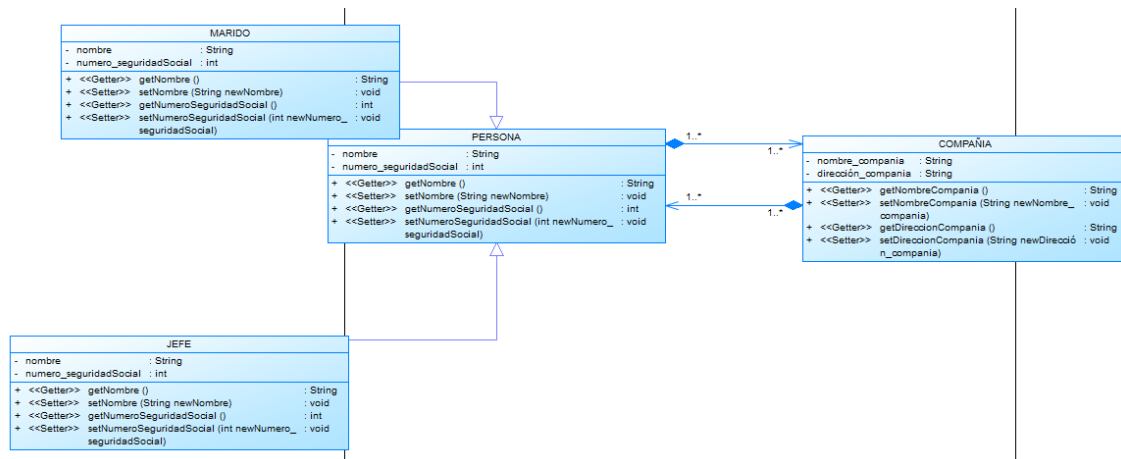 MARIDO
- nombre : String
- numero_seguridadSocial : int
+ <<Getter>> getNombre () : String
+ <<Setter>> setNombre (String newNombre) : void
+ <<Getter>> getNumeroSeguridadSocial () : int
+ <<Setter>> setNumeroSeguridadSocial (int newNumero_ : void
seguridadSocial)
PERSONA
- nombre : String
- numero_seguridadSocial : int
+ <<Getter>> getNombre () : String
+ <<Setter>> setNombre (String newNombre) : void
+ <<Getter>> getNumeroSeguridadSocial () : int
+ <<Setter>> setNumeroSeguridadSocial (int newNumero_ : void
seguridadSocial)
1..*
1..*
1..*
1..*
COMPAÑIA
- nombre_compania : String
- dirección_compania : String
+ <<Getter>> getNombreCompania () : String
+ <<Setter>> setNombreCompania (String newNombre_ : void
compania)
+ <<Getter>> getDireccionCompania () : String
+ <<Setter>> setDireccionCompania (String newDirecció : void
n_compania)
JEFE
- nombre : String
- numero_seguridadSocial : int
+ <<Getter>> getNombre () : String
+ <<Setter>> setNombre (String newNombre) : void
+ <<Getter>> getNumeroSeguridadSocial () : int
+ <<Setter>> setNumeroSeguridadSocial (int newNumero_ : void
seguridadSocial)